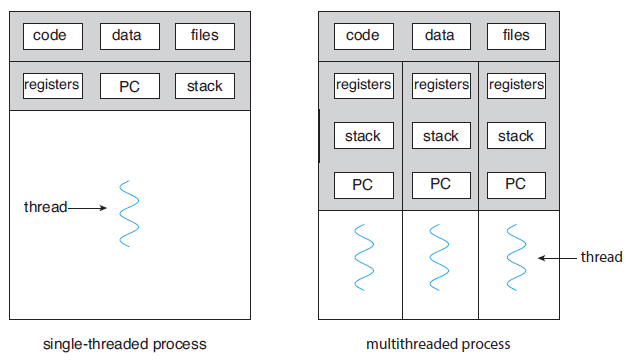 code data files
registers PC stack
thread
single-threaded process
code data files
registers registers registers
stack stack stack
PC PC PC
thread
multithreaded process